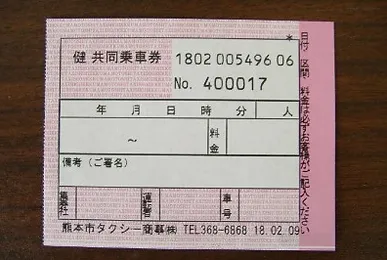 健 共同乗車券 1802 005496 06
No. 400017
年 月 日 時 分 人
～ 料金
備考（ご署名）
乗務社 運転者 車号
熊本市タクシー商事㈱ TEL368-6868 18.02.09
*日付 区間 料金は必ずお客様がご記入ください